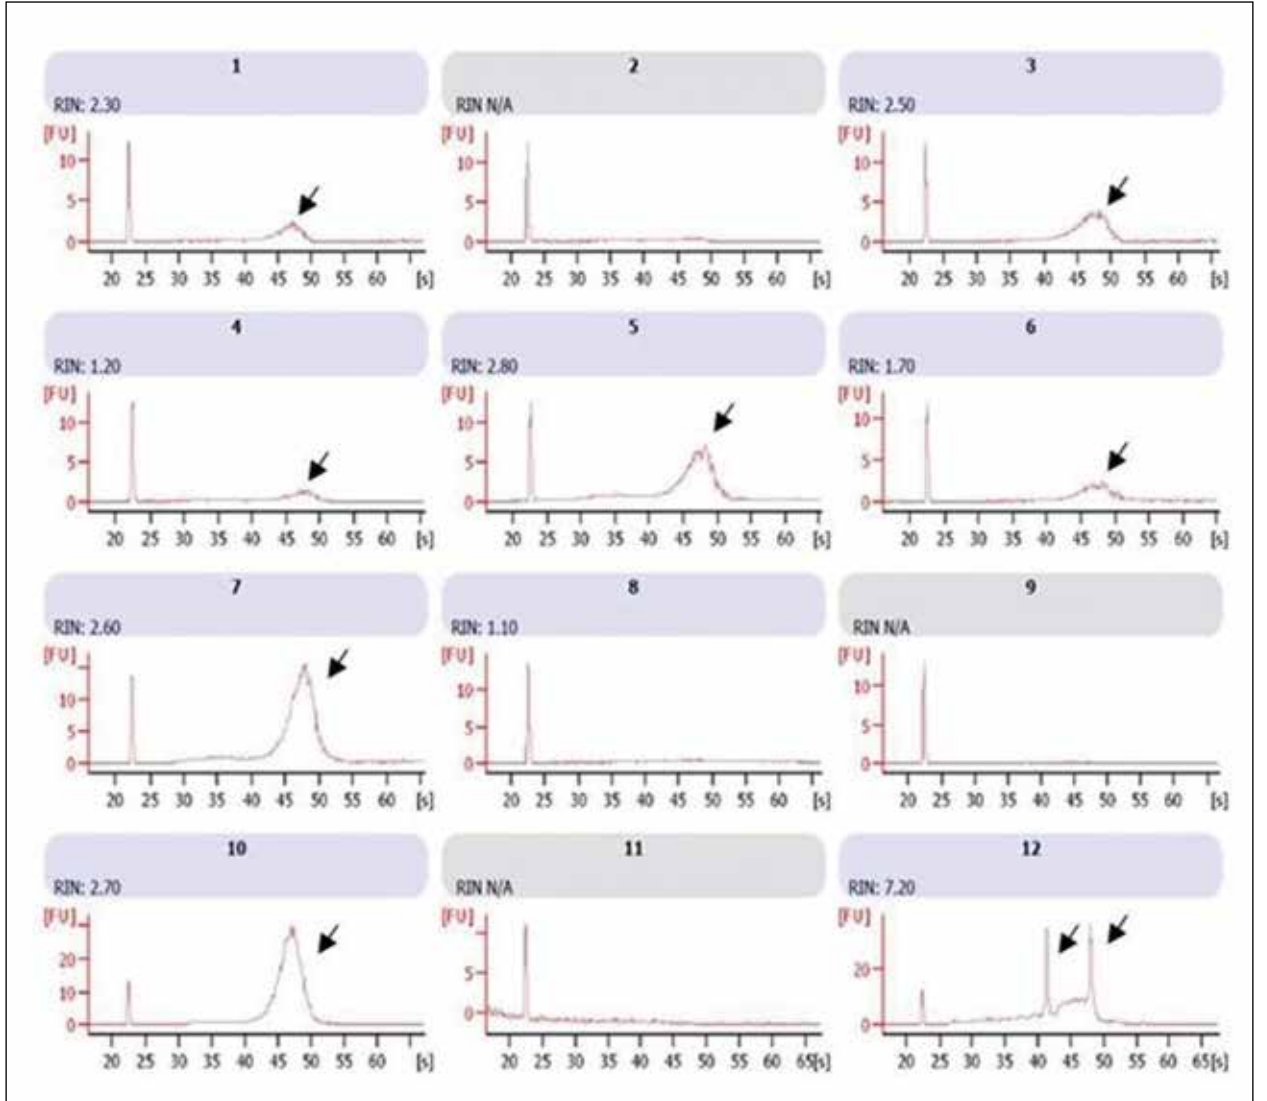 1 2 3
RIN: 2.30 RIN N/A RIN: 2.50
[FU] [FU] [FU]
10 10 10
5 5 5
0 0 0
20 25 30 35 40 45 50 55 60 [s] 20 25 30 35 40 45 50 55 60 [s] 20 25 30 35 40 45 50 55 60 [s]
4 5 6
RIN: 1.20 RIN: 2.80 RIN: 1.70
[FU] [FU] [FU]
10 10 10
5 5 5
0 0 0
20 25 30 35 40 45 50 55 60 [s] 20 25 30 35 40 45 50 55 60 [s] 20 25 30 35 40 45 50 55 60 [s]
7 8 9
RIN: 2.60 RIN: 1.10 RIN N/A
[FU] [FU] [FU]
10 10 10
5 5 5
0 0 0
20 25 30 35 40 45 50 55 60 [s] 20 25 30 35 40 45 50 55 60 [s] 20 25 30 35 40 45 50 55 60 [s]
10 11 12
RIN: 2.70 RIN N/A RIN: 7.20
[FU] [FU] [FU]
20 5 20
10 0 0
0
20 25 30 35 40 45 50 55 60 [s] 20 25 30 35 40 45 50 55 60 65[s] 20 25 30 35 40 45 50 55 60 65[s]